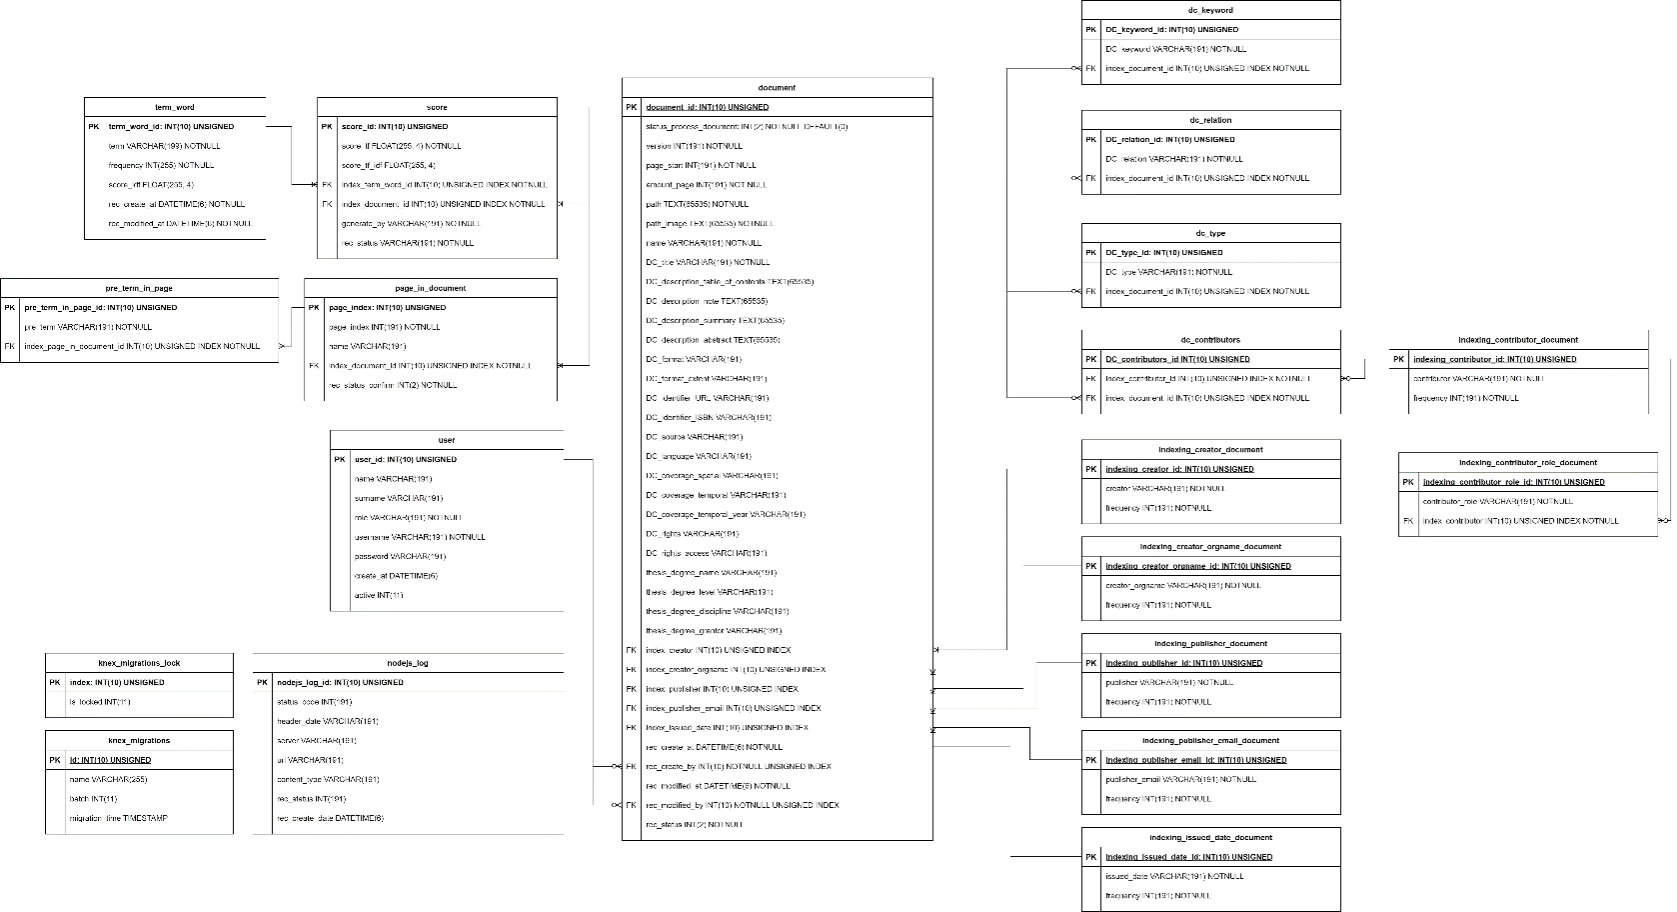 term_word
PK term_word_id: INT(10) UNSIGNED
term VARCHAR(199) NOTNULL
frequency INT(255) NOTNULL
score_idf FLOAT(255, 4)
rec_create_at DATETIME(6) NOTNULL
rec_modified_at DATETIME(6) NOTNULL
score
PK score_id: INT(10) UNSIGNED
score_tf FLOAT(255, 4) NOTNULL
score_tf_idf FLOAT(255, 4)
FK index_term_word_id INT(10) UNSIGNED INDEX NOTNULL
FK index_document_id INT(10) UNSIGNED INDEX NOTNULL
generate_by VARCHAR(191) NOTNULL
rec_status VARCHAR(191) NOTNULL
pre_term_in_page
PK pre_term_in_page_id: INT(10) UNSIGNED
pre_term VARCHAR(191) NOTNULL
FK index_page_in_document_id INT(10) UNSIGNED INDEX NOTNULL
page_in_document
PK page_index: INT(10) UNSIGNED
page_index INT(191) NOTNULL
name VARCHAR(191)
FK index_document_id INT(10) UNSIGNED INDEX NOTNULL
rec_status_confirm INT(2) NOTNULL
user
PK user_id: INT(10) UNSIGNED
name VARCHAR(191)
surname VARCHAR(191)
role VARCHAR(191) NOTNULL
username VARCHAR(191) NOTNULL
password VARCHAR(191)
create_at DATETIME(6)
active INT(11)
knex_migrations_lock
PK index: INT(10) UNSIGNED
is_locked INT(11)
knex_migrations
PK id: INT(10) UNSIGNED
name VARCHAR(255)
batch INT(11)
migration_time TIMESTAMP
nodejs_log
PK nodejs_log_id: INT(10) UNSIGNED
status_code INT(191)
header_date VARCHAR(191)
server VARCHAR(191)
url VARCHAR(191)
content_type VARCHAR(191)
rec_status INT(191)
rec_create_date DATETIME(6)
document
PK document_id: INT(10) UNSIGNED
status_process_document: INT(2) NOTNULL DEFAULT(0)
version INT(191) NOTNULL
page_start INT(191) NOT NULL
amount_page INT(191) NOT NULL
path TEXT(65535) NOTNULL
path_image TEXT(65535) NOTNULL
name VARCHAR(191) NOTNULL
DC_title VARCHAR(191) NOTNULL
DC_description_table_of_contents TEXT(65535)
DC_description_note TEXT(65535)
DC_description_summary TEXT(65535)
DC_description_abstract TEXT(65535)
DC_format VARCHAR(191)
DC_format_extent VARCHAR(191)
DC_identifier_URL VARCHAR(191)
DC_identifier_ISBN VARCHAR(191)
DC_source VARCHAR(191)
DC_language VARCHAR(191)
DC_coverage_spatial VARCHAR(191)
DC_coverage_temporal VARCHAR(191)
DC_coverage_temporal_year VARCHAR(191)
DC_rights VARCHAR(191)
DC_rights_access VARCHAR(191)
thesis_degree_name VARCHAR(191)
thesis_degree_level VARCHAR(191)
thesis_degree_discipline VARCHAR(191)
thesis_degree_grantor VARCHAR(191)
FK index_creator INT(10) UNSIGNED INDEX
FK index_creator_orgname INT(10) UNSIGNED INDEX
FK index_publisher INT(10) UNSIGNED INDEX
FK index_publisher_email INT(10) UNSIGNED INDEX
FK index_issued_date INT(10) UNSIGNED INDEX
rec_create_at DATETIME(6) NOTNULL
FK rec_create_by INT(10) NOTNULL UNSIGNED INDEX
rec_modified_at DATETIME(6) NOTNULL
FK rec_modified_by INT(10) NOTNULL UNSIGNED INDEX
rec_status INT(2) NOTNULL
dc_keyword
PK DC_keyword_id: INT(10) UNSIGNED
DC_keyword VARCHAR(191) NOTNULL
FK index_document_id INT(10) UNSIGNED INDEX NOTNULL
dc_relation
PK DC_relation_id: INT(10) UNSIGNED
DC_relation VARCHAR(191) NOTNULL
FK index_document_id INT(10) UNSIGNED INDEX NOTNULL
dc_type
PK DC_type_id: INT(10) UNSIGNED
DC_type VARCHAR(191) NOTNULL
FK index_document_id INT(10) UNSIGNED INDEX NOTNULL
dc_contributors
PK DC_contributors_id INT(10) UNSIGNED
FK index_contributor_id INT(10) UNSIGNED INDEX NOTNULL
FK index_document_id INT(10) UNSIGNED INDEX NOTNULL
indexing_contributor_document
PK indexing_contributor_id: INT(10) UNSIGNED
contributor VARCHAR(191) NOTNULL
frequency INT(191) NOTNULL
indexing_contributor_role_document
PK indexing_contributor_role_id: INT(10) UNSIGNED
contributor_role VARCHAR(191) NOTNULL
FK index_contributor INT(10) UNSIGNED INDEX NOTNULL
indexing_creator_document
PK indexing_creator_id: INT(10) UNSIGNED
creator VARCHAR(191) NOTNULL
frequency INT(191) NOTNULL
indexing_creator_orgname_document
PK indexing_creator_orgname_id: INT(10) UNSIGNED
creator_orgname VARCHAR(191) NOTNULL
frequency INT(191) NOTNULL
indexing_publisher_document
PK indexing_publisher_id: INT(10) UNSIGNED
publisher VARCHAR(191) NOTNULL
frequency INT(191) NOTNULL
indexing_publisher_email_document
PK indexing_publisher_email_id: INT(10) UNSIGNED
publisher_email VARCHAR(191) NOTNULL
frequency INT(191) NOTNULL
indexing_issued_date_document
PK indexing_issued_date_id: INT(10) UNSIGNED
issued_date VARCHAR(191) NOTNULL
frequency INT(191) NOTNULL